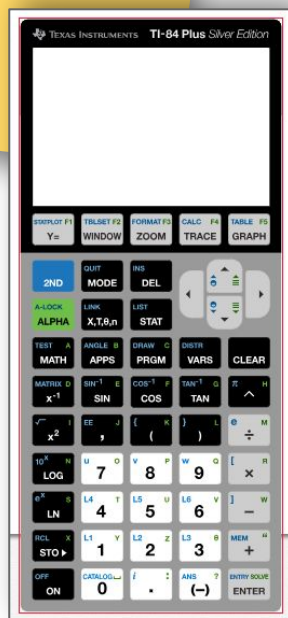 TEXAS INSTRUMENTS TI-84 Plus Silver Edition
STATPLOT F1 TBLSET F2 FORMAT F3 CALC F4 TABLE F5
Y= WINDOW ZOOM TRACE GRAPH
QUIT INS
2ND MODE DEL
A-LOCK LINK LIST
ALPHA X,T,θ,n STAT
TEST A ANGLE B DRAW C DISTR
MATH APPS PRGM VARS CLEAR
MATRIX D SIN⁻¹ E COS⁻¹ F TAN⁻¹ G π H
x⁻¹ SIN COS TAN ^
√ I EE J { K } L e M
x² , ( ) ÷
10ˣ N u O v P w Q [ R
LOG 7 8 9 ×
eˣ S L4 T L5 U L6 V ] W
LN 4 5 6 −
RCL X L1 Y L2 Z L3 θ MEM "
STO▶ 1 2 3 +
OFF CATALOG i : ANS ? ENTRY SOLVE
ON 0 . (−) ENTER